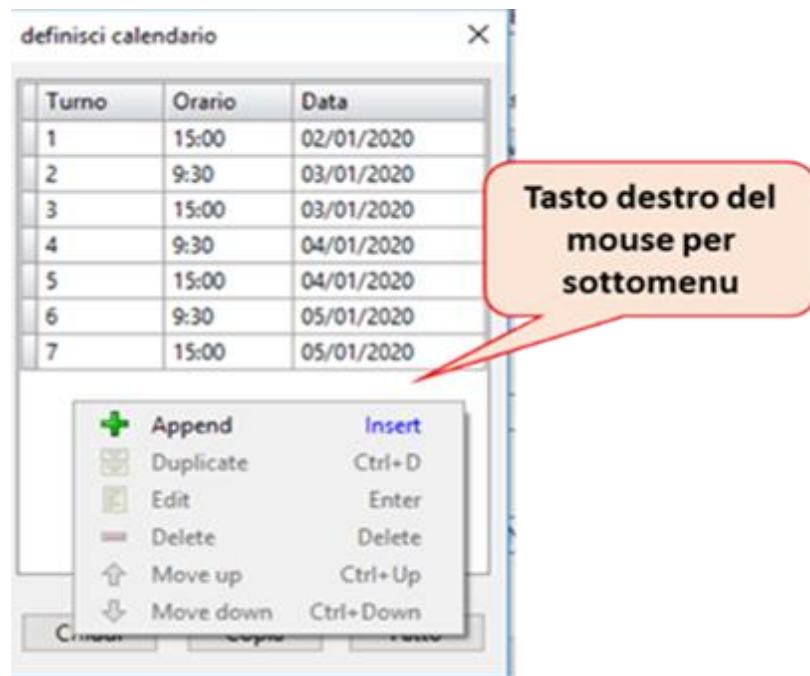 definisci calendario
Turno Orario Data
1 15:00 02/01/2020
2 9:30 03/01/2020
3 15:00 03/01/2020
4 9:30 04/01/2020
5 15:00 04/01/2020
6 9:30 05/01/2020
7 15:00 05/01/2020
Tasto destro del
mouse per
sottomenu
Append Insert
Duplicate Ctrl+D
Edit Enter
Delete Delete
Move up Ctrl+Up
Move down Ctrl+Down